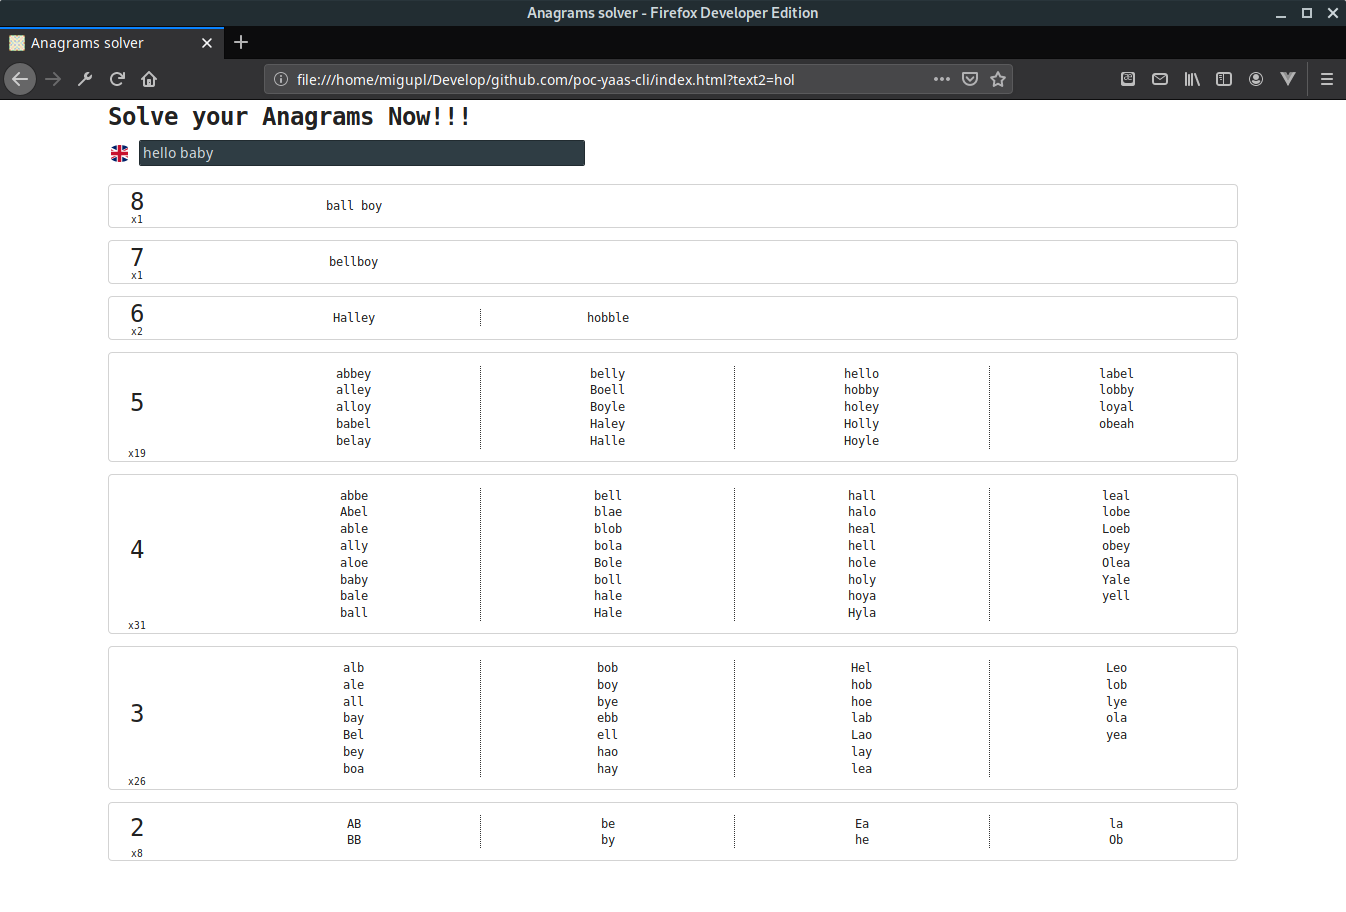 Anagrams solver - Firefox Developer Edition
Anagrams solver
file:///home/migupl/Develop/github.com/poc-yaas-cli/index.html?text2=hol
Solve your Anagrams Now!!!
hello baby
8 ball boy
x1
7 bellboy
x1
6 Halley hobble
x2
abbey belly hello label
alley Boell hobby lobby
5 alloy Boyle holey loyal
babel Haley Holly obeah
belay Halle Hoyle
x19
abbe bell hall leal
Abel blae halo lobe
able blob heal Loeb
4 ally bola hell obey
aloe Bole hole Olea
baby boll holy Yale
bale hale hoya yell
ball Hale Hyla
x31
alb bob Hel Leo
ale boy hob lob
all bye hoe lye
3 bay ebb lab ola
Bel ell Lao yea
bey hao lay
boa hay lea
x26
2 AB be Ea la
BB by he Ob
x8